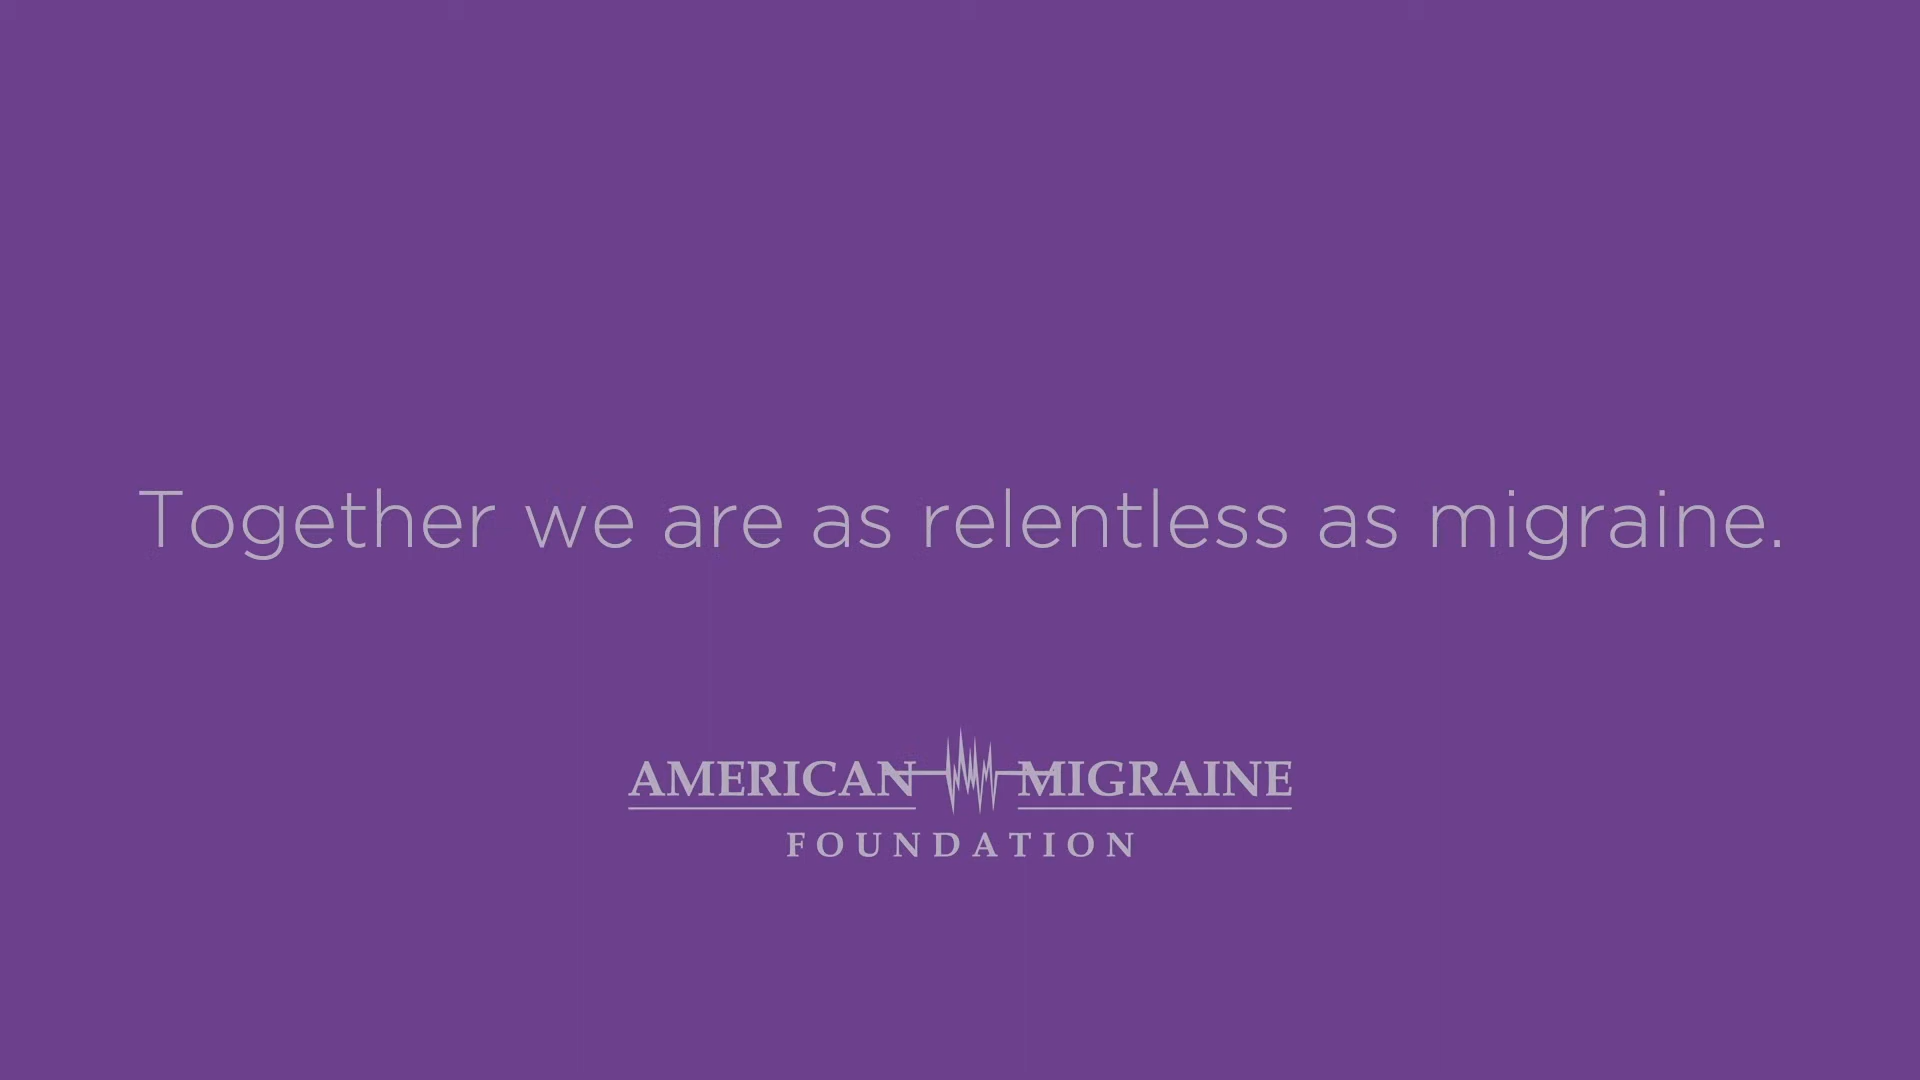 Together we are as relentless as migraine.
AMERICAN MIGRAINE
FOUNDATION